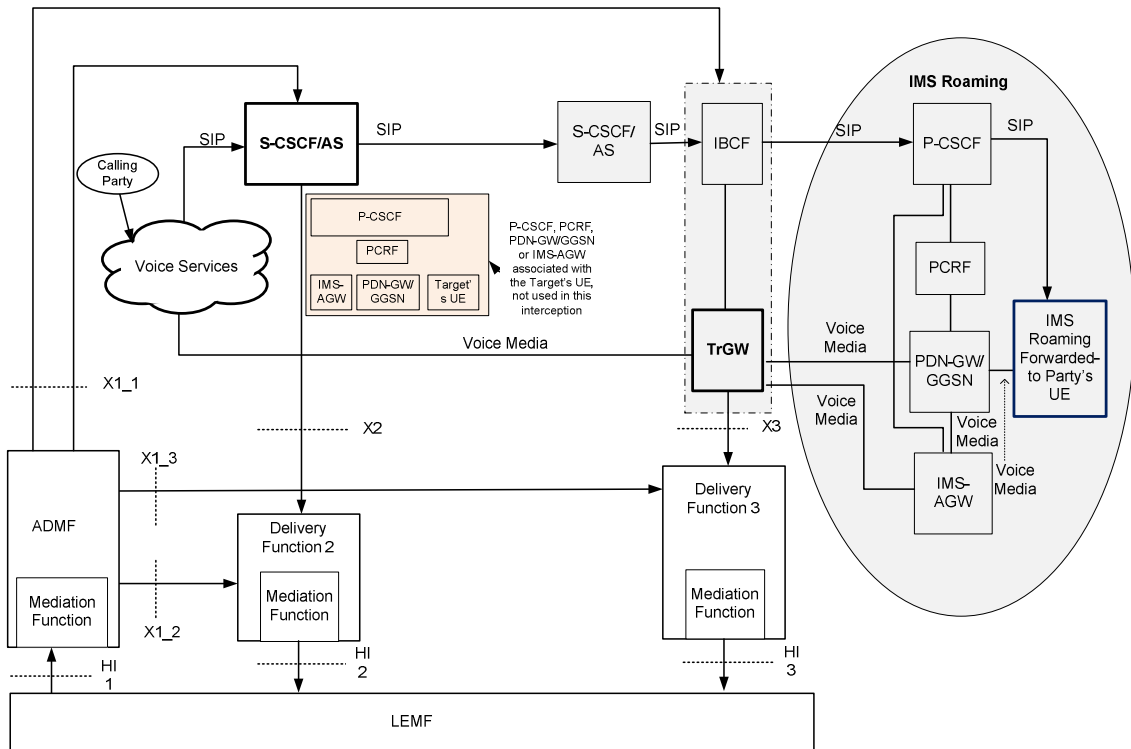 IMS Roaming
SIP
S-CSCF/AS
SIP
S-CSCF/
AS
SIP
IBCF
SIP
P-CSCF
SIP
Calling
Party
Voice Services
P-CSCF
PCRF
IMS-
AGW
PDN-GW/
GGSN
Target'
s UE
P-CSCF, PCRF,
PDN-GW/GGSN
or IMS-AGW
associated with
the Target's UE,
not used in this
interception
PCRF
Voice Media
TrGW
Voice
Media
PDN-GW/
GGSN
IMS
Roaming
Forwarded-
to Party's
UE
X1_1
Voice
Media
Voice
Media
Voice
Media
X2
X3
IMS-
AGW
ADMF
Mediation
Function
X1_3
X1_2
Delivery
Function 2
Mediation
Function
Delivery
Function 3
Mediation
Function
HI
1
HI
2
HI
3
LEMF